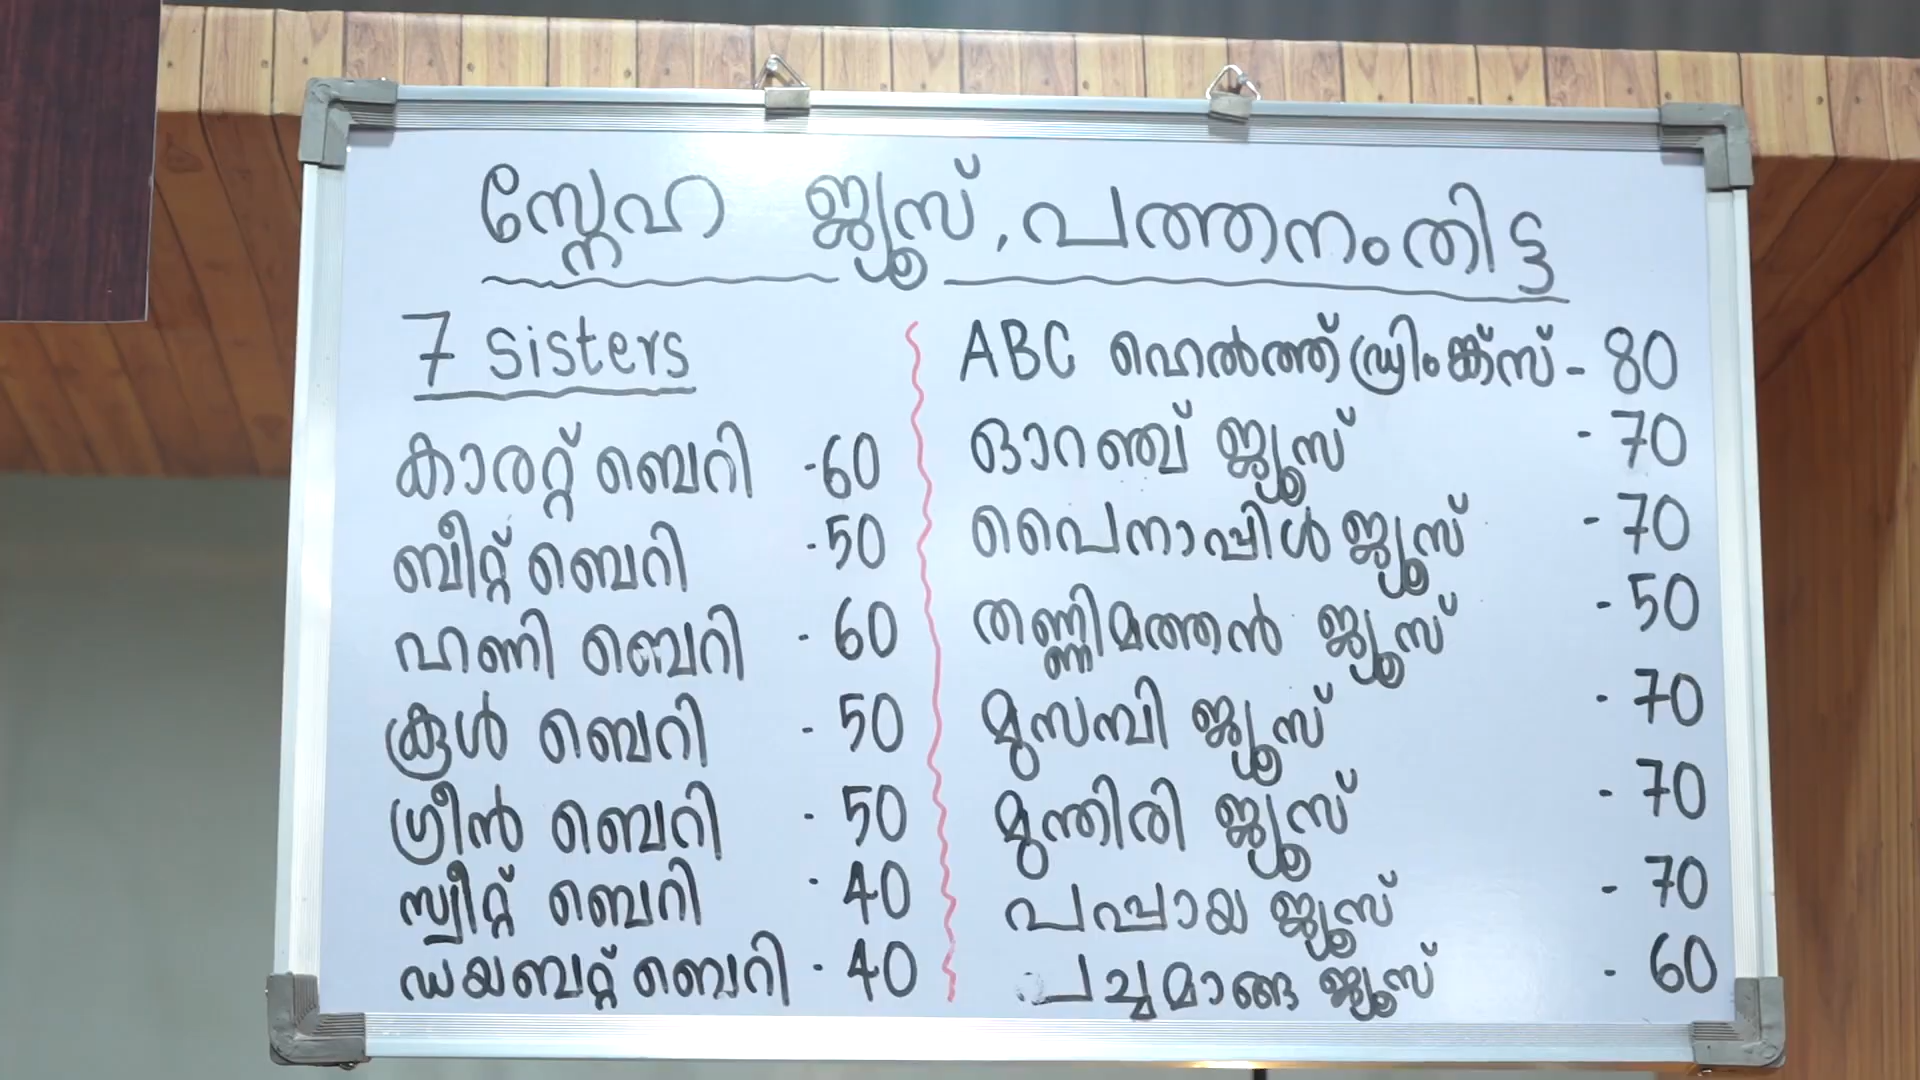 സ്നേഹ ജ്യൂസ്, പത്തനംതിട്ട
7 sisters
കാരറ്റ് ബെറി -60
ബീറ്റ് ബെറി -50
ഹണി ബെറി - 60
ക്രൂൾ ബെറി - 50
ഗ്രീൻ ബെറി - 50
സ്വീറ്റ് ബെറി - 40
ഡയബറ്റ് ബെറി - 40
ABC ഹെൽത്ത് ഡ്രിംങ്ക്സ് - 80
ഓറഞ്ച് ജ്യൂസ് - 70
പൈനാപ്പിൾ ജ്യൂസ് - 70
തണ്ണിമത്തൻ ജ്യൂസ് - 50
മുസമ്പി ജ്യൂസ് - 70
മുന്തിരി ജ്യൂസ് - 70
പപ്പായ ജ്യൂസ് - 70
പച്ചമാങ്ങ ജ്യൂസ് - 60